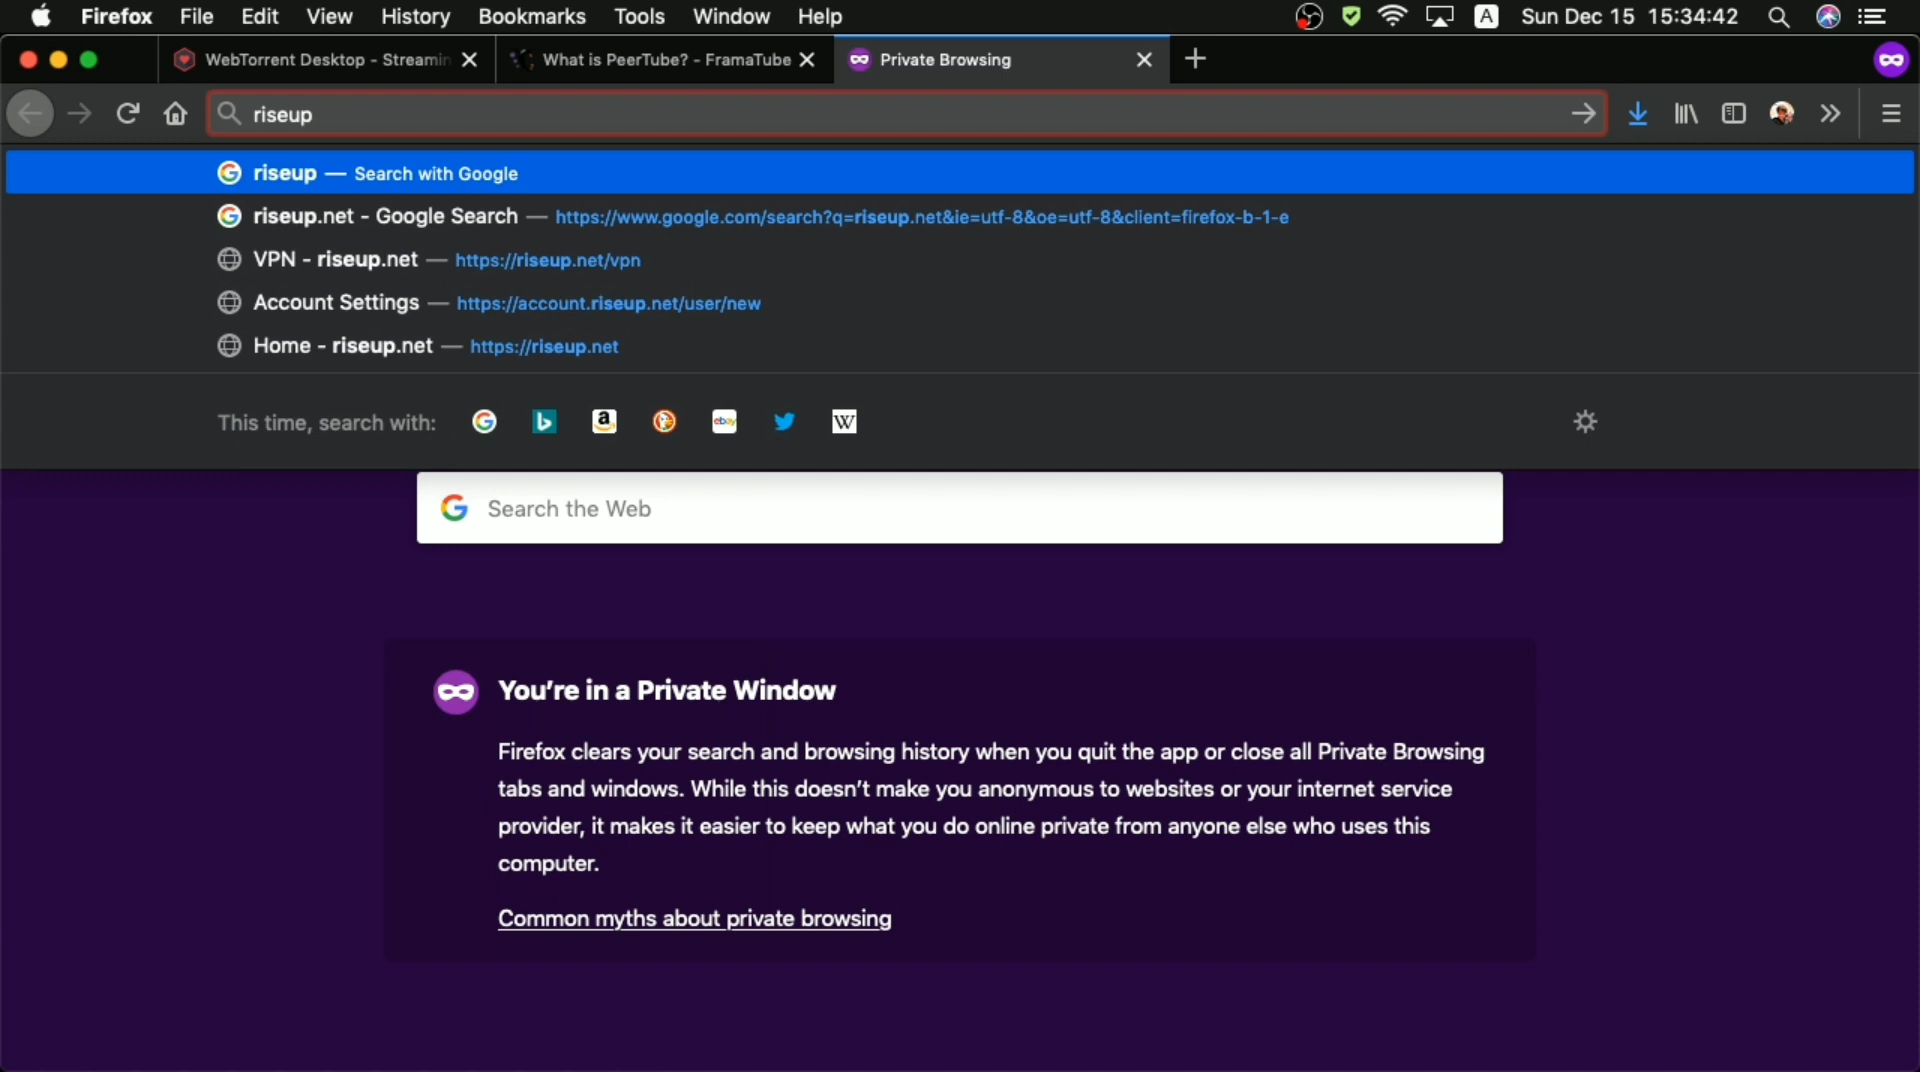 Firefox File Edit View History Bookmarks Tools Window Help A Sun Dec 15 15:34:42
WebTorrent Desktop - Streamin What is PeerTube? - FramaTube Private Browsing
riseup
riseup — Search with Google
riseup.net - Google Search — https://www.google.com/search?q=riseup.net&ie=utf-8&oe=utf-8&client=firefox-b-1-e
VPN - riseup.net — https://riseup.net/vpn
Account Settings — https://account.riseup.net/user/new
Home - riseup.net — https://riseup.net
This time, search with: G b a ebay W
G Search the Web
You’re in a Private Window
Firefox clears your search and browsing history when you quit the app or close all Private Browsing
tabs and windows. While this doesn’t make you anonymous to websites or your internet service
provider, it makes it easier to keep what you do online private from anyone else who uses this
computer.
Common myths about private browsing